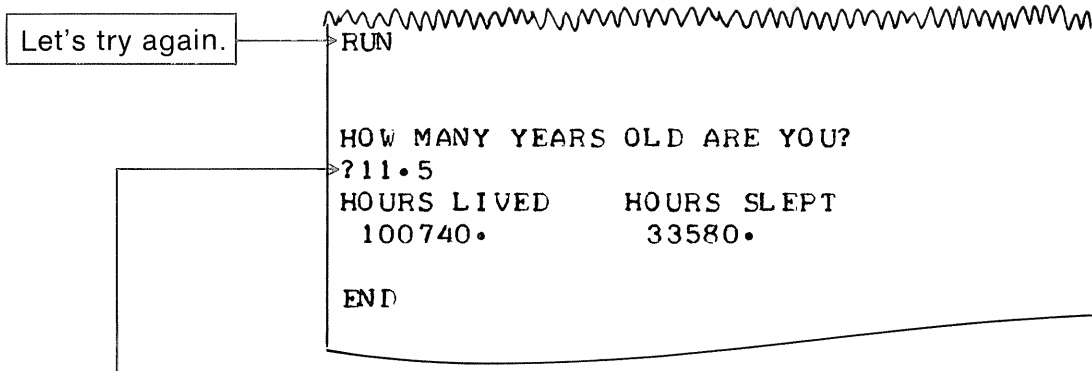 Let's try again.
RUN
HOW MANY YEARS OLD ARE YOU?
?11.5
HOURS LIVED HOURS SLEPT
100740. 33580.
END